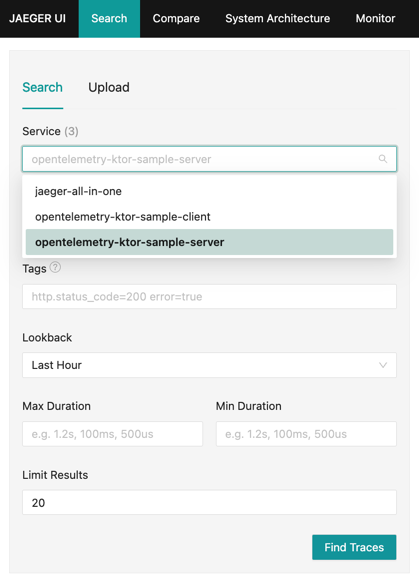 JAEGER UI Search Compare System Architecture Monitor
Search Upload
Service (3)
opentelemetry-ktor-sample-server
jaeger-all-in-one
opentelemetry-ktor-sample-client
opentelemetry-ktor-sample-server
Tags ?
http.status_code=200 error=true
Lookback
Last Hour
Max Duration Min Duration
e.g. 1.2s, 100ms, 500us e.g. 1.2s, 100ms, 500us
Limit Results
20
Find Traces